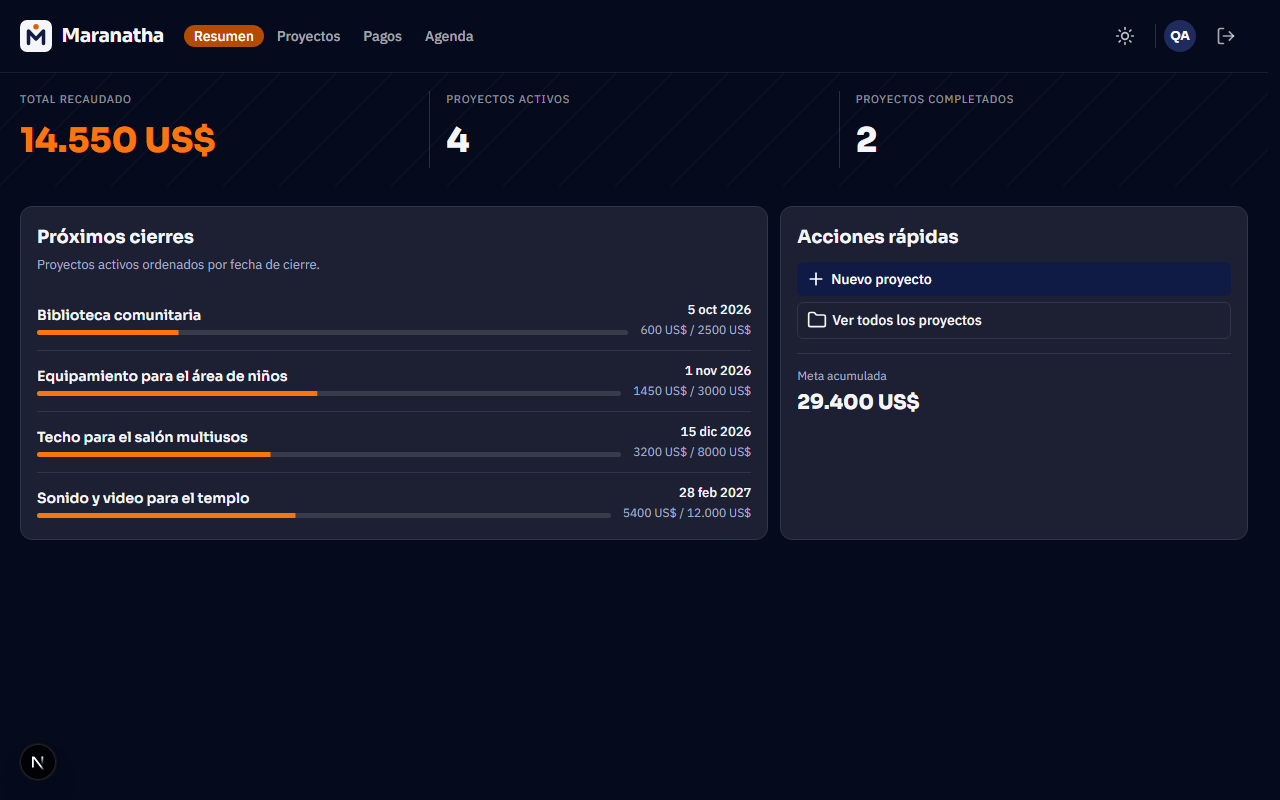 M Maranatha Resumen Proyectos Pagos Agenda QA
TOTAL RECAUDADO PROYECTOS ACTIVOS PROYECTOS COMPLETADOS
14.550 US$ 4 2
Próximos cierres
Proyectos activos ordenados por fecha de cierre.
Biblioteca comunitaria 5 oct 2026
600 US$ / 2500 US$
Equipamiento para el área de niños 1 nov 2026
1450 US$ / 3000 US$
Techo para el salón multiusos 15 dic 2026
3200 US$ / 8000 US$
Sonido y video para el templo 28 feb 2027
5400 US$ / 12.000 US$
Acciones rápidas
Nuevo proyecto
Ver todos los proyectos
Meta acumulada
29.400 US$
N